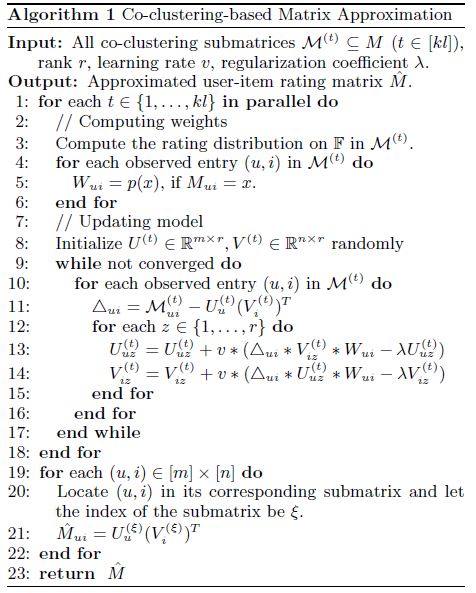 Algorithm 1 Co-clustering-based Matrix Approximation
Input: All co-clustering submatrices $\mathcal{M}^{(t)} \subseteq M$ ($t \in [kl]$),
rank $r$, learning rate $v$, regularization coefficient $\lambda$.
Output: Approximated user-item rating matrix $\hat{M}$.
1: for each $t \in \{1, \ldots, kl\}$ in parallel do
2: // Computing weights
3: Compute the rating distribution on $\mathbb{F}$ in $\mathcal{M}^{(t)}$.
4: for each observed entry $(u, i)$ in $\mathcal{M}^{(t)}$ do
5: $W_{ui} = p(x)$, if $M_{ui} = x$.
6: end for
7: // Updating model
8: Initialize $U^{(t)} \in \mathbb{R}^{m \times r}, V^{(t)} \in \mathbb{R}^{n \times r}$ randomly
9: while not converged do
10: for each observed entry $(u, i)$ in $\mathcal{M}^{(t)}$ do
11: $\triangle_{ui} = \mathcal{M}_{ui}^{(t)} - U_u^{(t)} (V_i^{(t)})^T$
12: for each $z \in \{1, \ldots, r\}$ do
13: $U_{uz}^{(t)} = U_{uz}^{(t)} + v * (\triangle_{ui} * V_{iz}^{(t)} * W_{ui} - \lambda U_{uz}^{(t)})$
14: $V_{iz}^{(t)} = V_{iz}^{(t)} + v * (\triangle_{ui} * U_{uz}^{(t)} * W_{ui} - \lambda V_{iz}^{(t)})$
15: end for
16: end for
17: end while
18: end for
19: for each $(u, i) \in [m] \times [n]$ do
20: Locate $(u, i)$ in its corresponding submatrix and let
the index of the submatrix be $\xi$.
21: $\hat{M}_{ui} = U_u^{(\xi)} (V_i^{(\xi)})^T$
22: end for
23: return $\hat{M}$